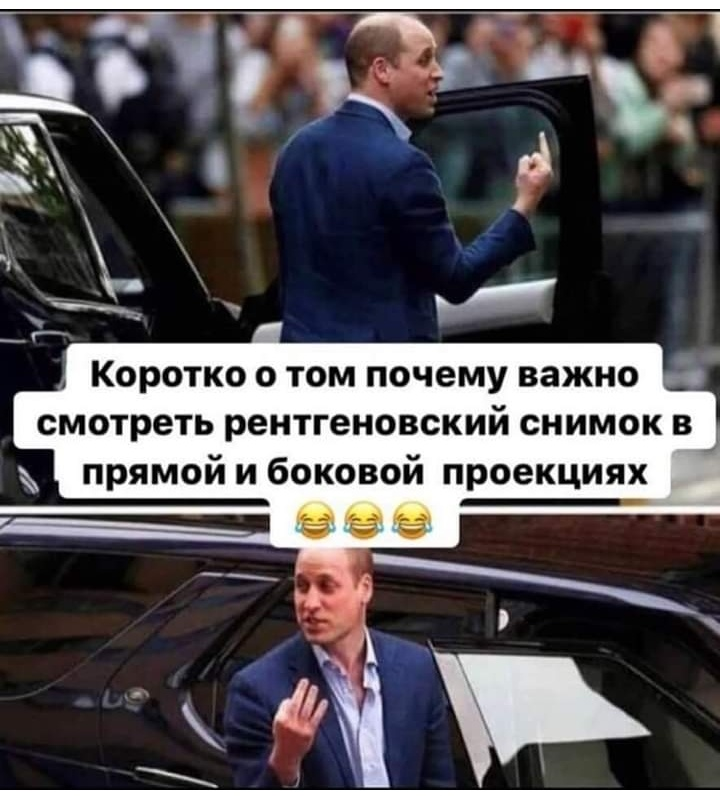 Коротко о том почему важно
смотреть рентгеновский снимок в
прямой и боковой проекциях
😂😂😂